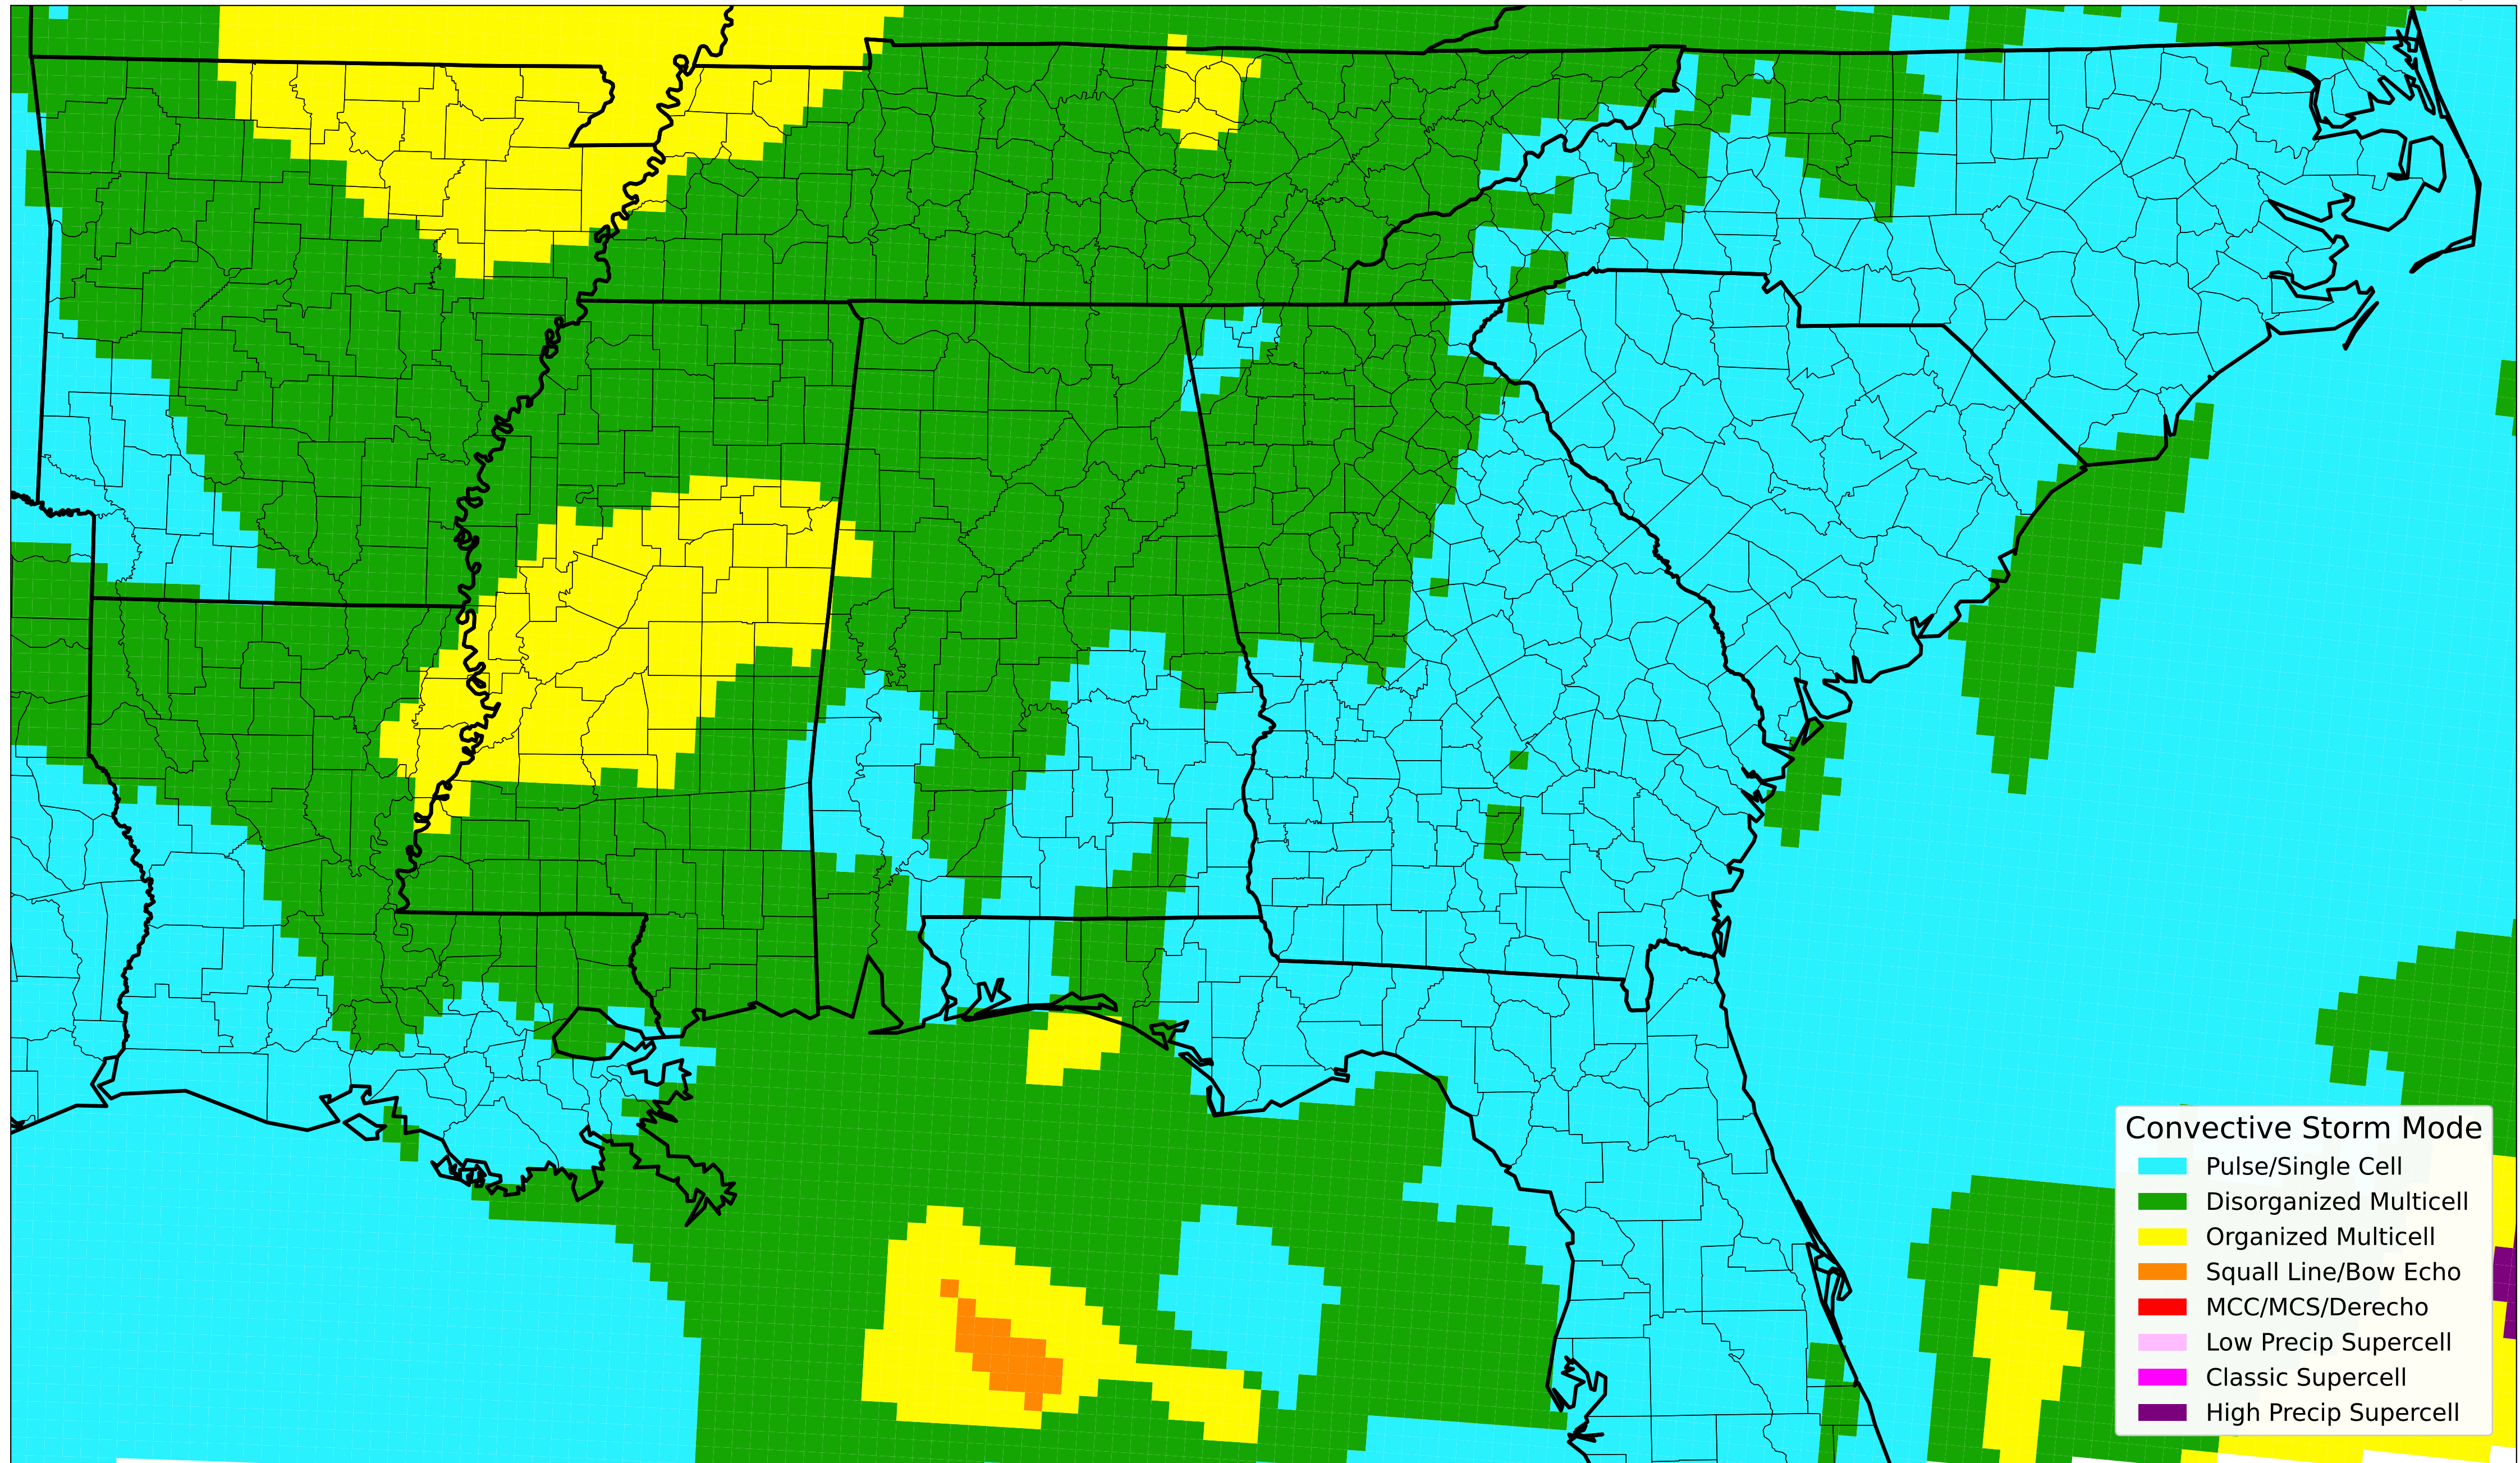 Convective Storm Mode
Pulse/Single Cell
Disorganized Multicell
Organized Multicell
Squall Line/Bow Echo
MCC/MCS/Derecho
Low Precip Supercell
Classic Supercell
High Precip Supercell